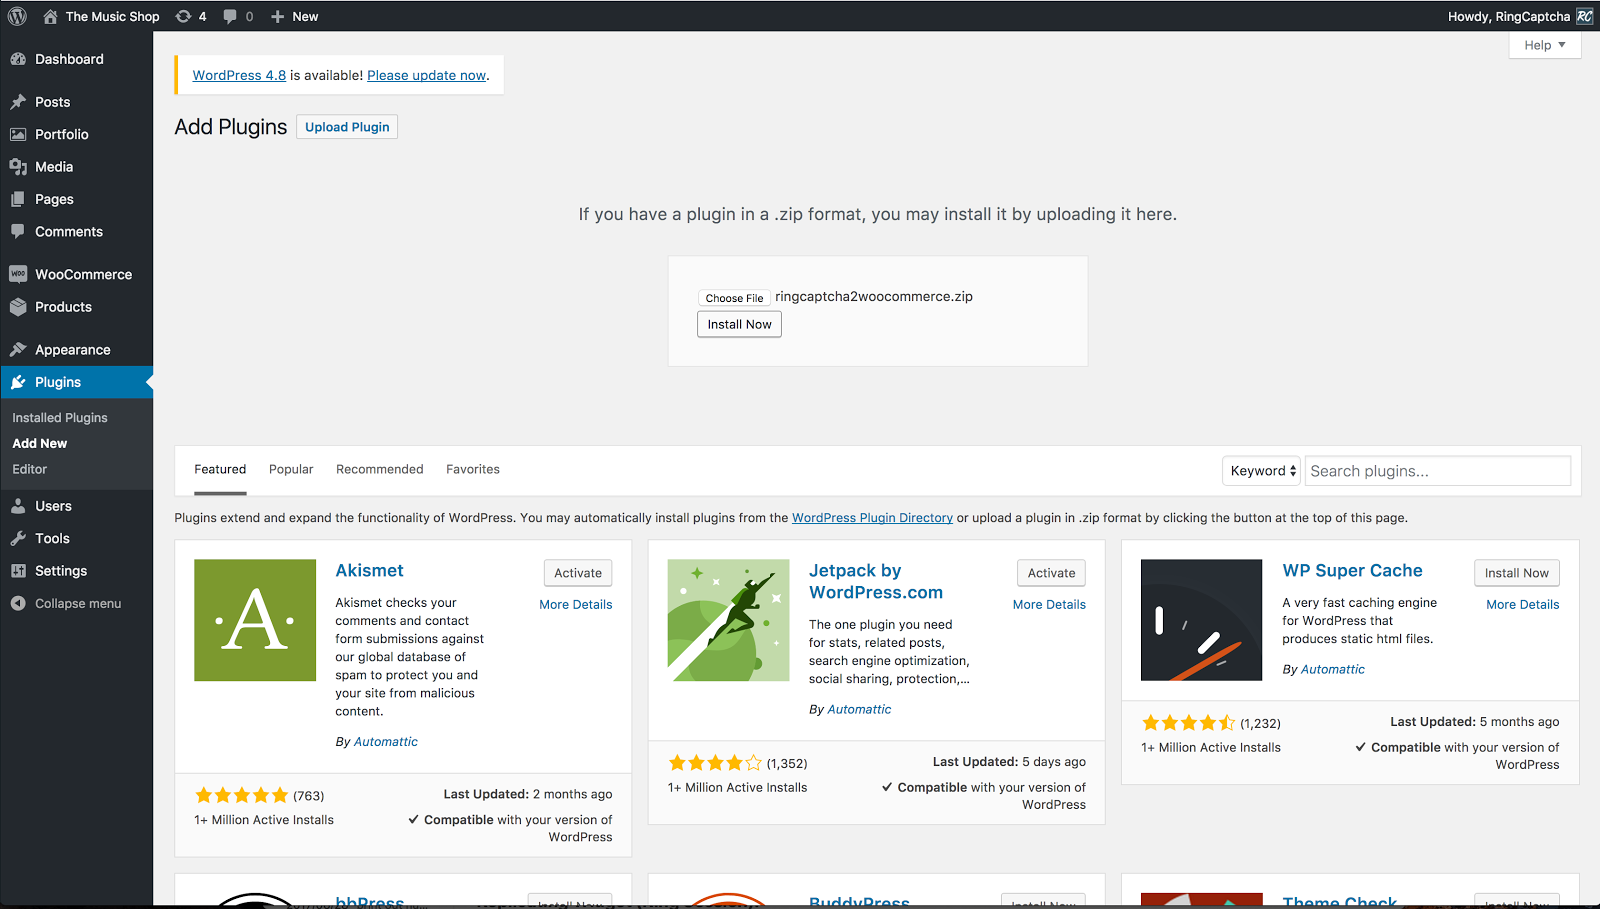 The Music Shop 4 0 New
Howdy, RingCaptcha RC
Help
Dashboard
Posts
Portfolio
Media
Pages
Comments
WOO WooCommerce
Products
Appearance
Plugins
Installed Plugins
Add New
Editor
Users
Tools
Settings
Collapse menu
WordPress 4.8 is available! Please update now.
Add Plugins Upload Plugin
If you have a plugin in a .zip format, you may install it by uploading it here.
Choose File ringcaptcha2woocommerce.zip
Install Now
Featured Popular Recommended Favorites
Keyword Search plugins...
Plugins extend and expand the functionality of WordPress. You may automatically install plugins from the WordPress Plugin Directory or upload a plugin in .zip format by clicking the button at the top of this page.
·A·
Akismet
Activate
More Details
Akismet checks your
comments and contact
form submissions against
our global database of
spam to protect you and
your site from malicious
content.
By Automattic
(763)
1+ Million Active Installs
Last Updated: 2 months ago
Compatible with your version of
WordPress
Jetpack by
WordPress.com
Activate
More Details
The one plugin you need
for stats, related posts,
search engine optimization,
social sharing, protection,...
By Automattic
(1,352)
1+ Million Active Installs
Last Updated: 5 days ago
Compatible with your version of
WordPress
WP Super Cache
Install Now
More Details
A very fast caching engine
for WordPress that
produces static html files.
By Automattic
(1,232)
1+ Million Active Installs
Last Updated: 5 months ago
Compatible with your version of
WordPress
bbPress
Install Now
BuddyPress
Install Now
Theme Check
Install Now